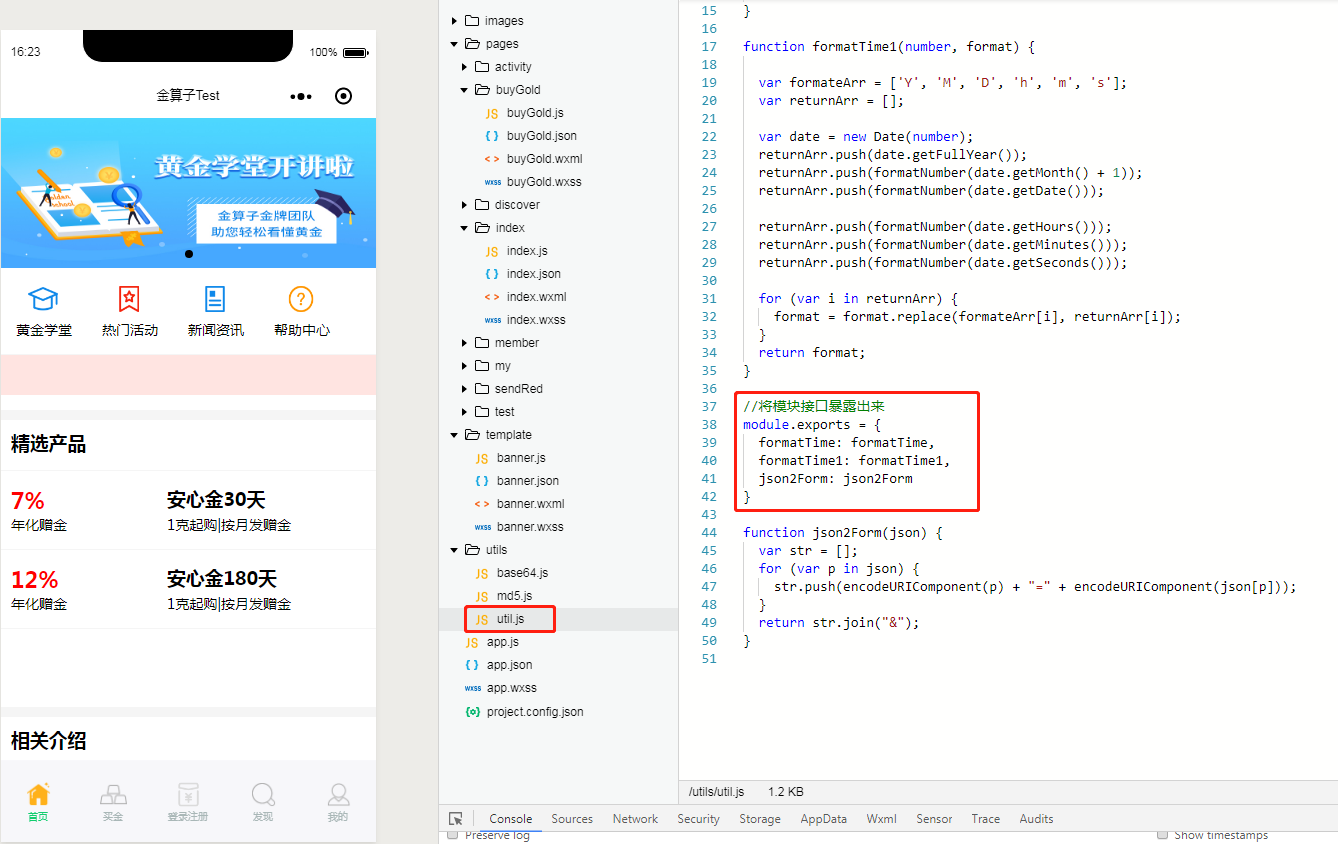 16:23
100%
金算子Test
黄金学堂开讲啦
金算子金牌团队
助您轻松看懂黄金
黄金学堂
热门活动
新闻资讯
帮助中心
精选产品
7%
安心金30天
年化赠金
1克起购|按月发赠金
12%
安心金180天
年化赠金
1克起购|按月发赠金
相关介绍
首页
买金
登录注册
发现
我的
images
pages
activity
buyGold
JS buyGold.js
{ } buyGold.json
< > buyGold.wxml
wxss buyGold.wxss
discover
index
JS index.js
{ } index.json
< > index.wxml
wxss index.wxss
member
my
sendRed
test
template
JS banner.js
{ } banner.json
< > banner.wxml
wxss banner.wxss
utils
JS base64.js
JS md5.js
JS util.js
JS app.js
{ } app.json
wxss app.wxss
{o} project.config.json
15 }
16
17 function formatTime1(number, format) {
18
19 var formateArr = ['Y', 'M', 'D', 'h', 'm', 's'];
20 var returnArr = [];
21
22 var date = new Date(number);
23 returnArr.push(date.getFullYear());
24 returnArr.push(formatNumber(date.getMonth() + 1));
25 returnArr.push(formatNumber(date.getDate()));
26
27 returnArr.push(formatNumber(date.getHours()));
28 returnArr.push(formatNumber(date.getMinutes()));
29 returnArr.push(formatNumber(date.getSeconds()));
30
31 for (var i in returnArr) {
32 format = format.replace(formateArr[i], returnArr[i]);
33 }
34 return format;
35 }
36
37 //将模块接口暴露出来
38 module.exports = {
39 formatTime: formatTime,
40 formatTime1: formatTime1,
41 json2Form: json2Form
42 }
43
44 function json2Form(json) {
45 var str = [];
46 for (var p in json) {
47 str.push(encodeURIComponent(p) + "=" + encodeURIComponent(json[p]));
48 }
49 return str.join("&");
50 }
51
/utils/util.js 1.2 KB
Console Sources Network Security Storage AppData Wxml Sensor Trace Audits
Preserve log Show timestamps